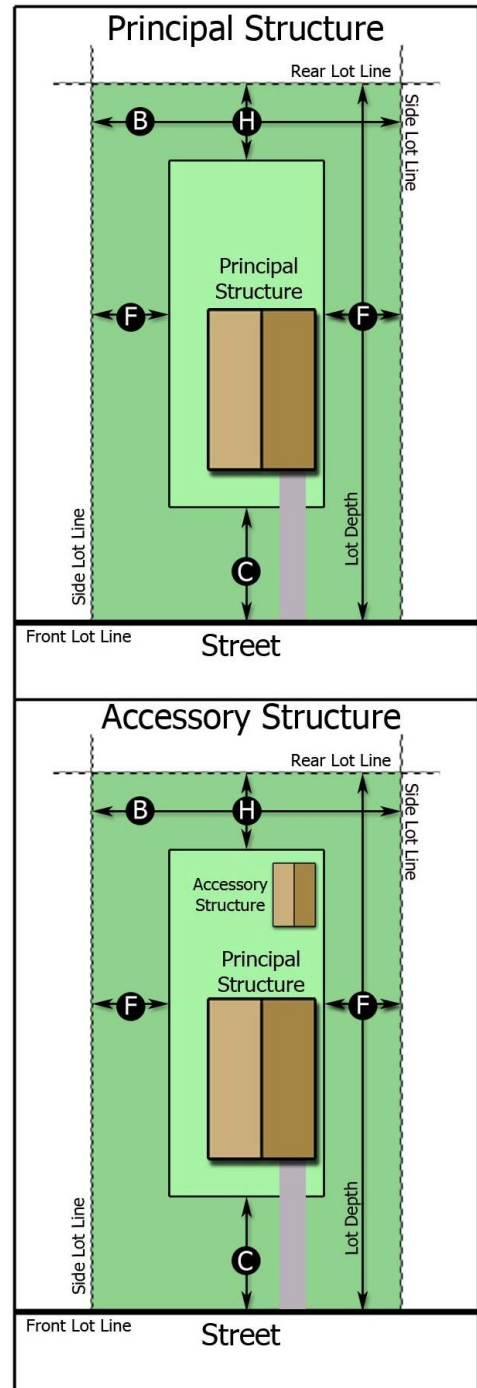 Principal Structure
Rear Lot Line
B
H
Side Lot Line
Principal
Structure
F
F
Side Lot Line
C
Lot Depth
Front Lot Line
Street
Accessory Structure
Rear Lot Line
B
H
Side Lot Line
Accessory
Structure
Principal
Structure
F
F
Side Lot Line
C
Lot Depth
Front Lot Line
Street